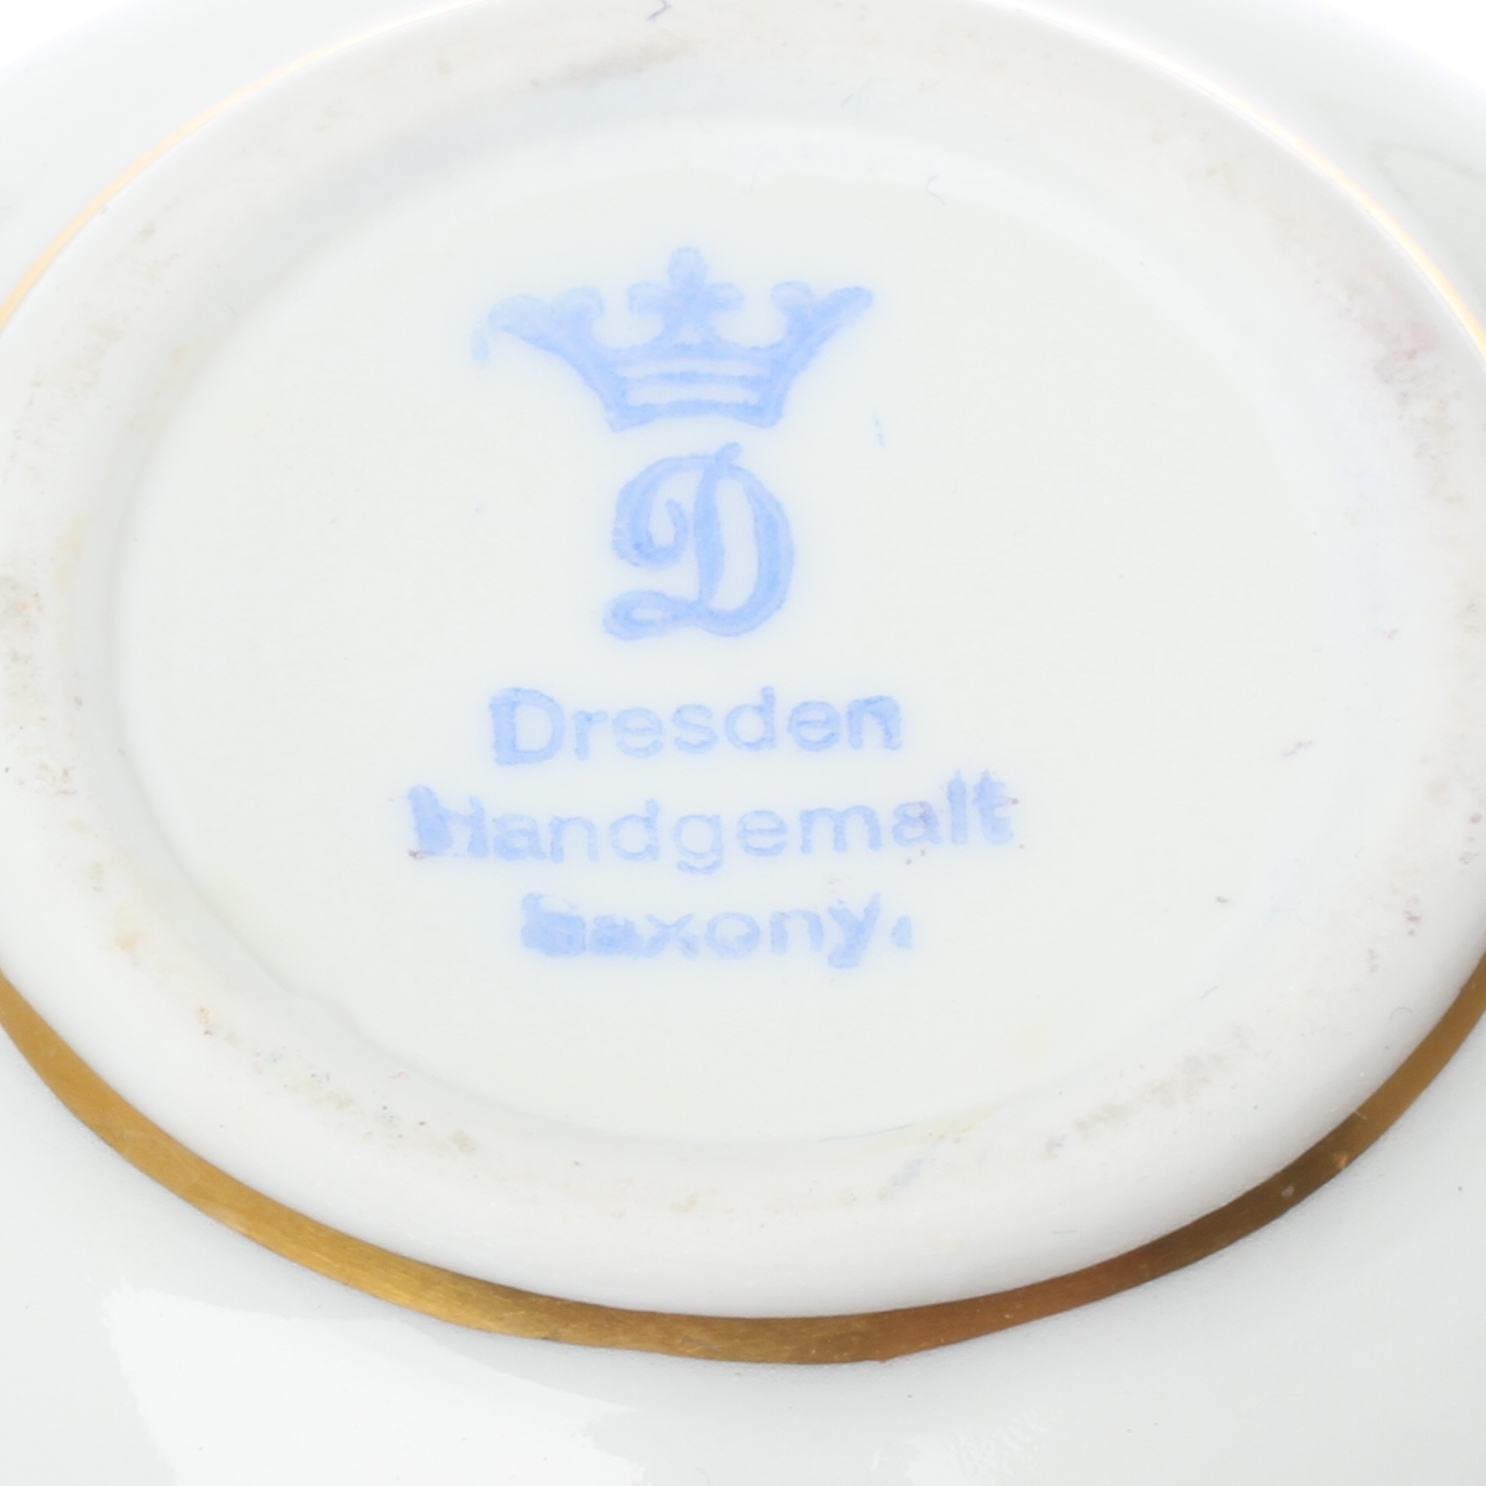 D
Dresden
Handgemalt
Saxony.